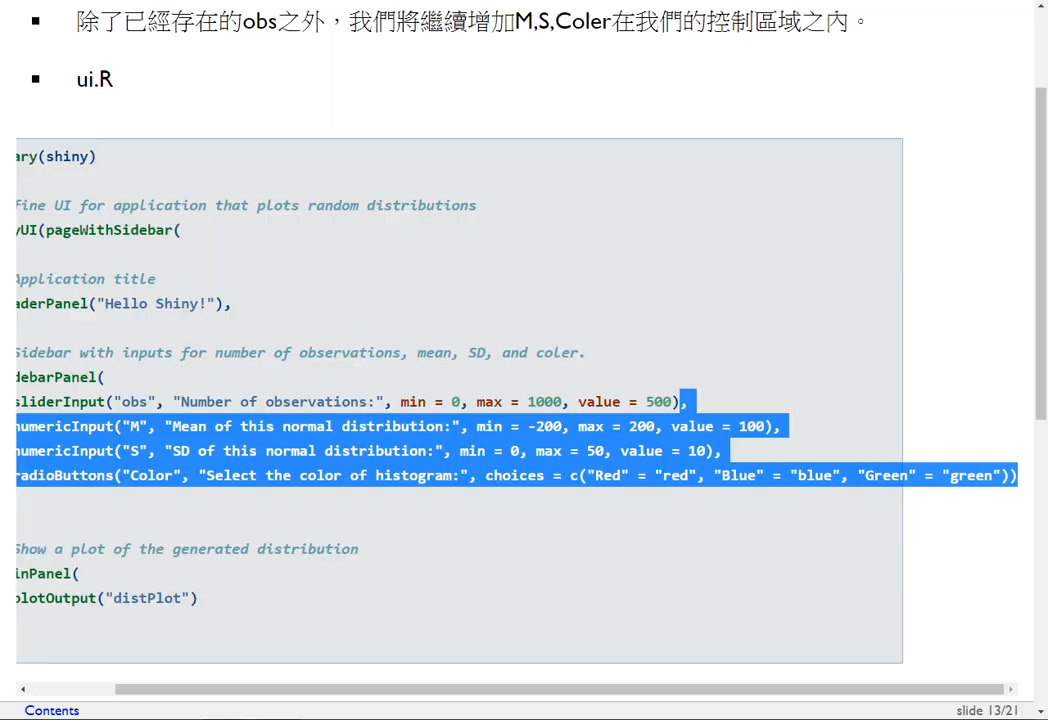 除了已經存在的obs之外，我們將繼續增加M,S,Coler在我們的控制區域之內。
ui.R
ary(shiny)
fine UI for application that plots random distributions
yUI(pageWithSidebar(
Application title
aderPanel("Hello Shiny!"),
Sidebar with inputs for number of observations, mean, SD, and coler.
debarPanel(
sliderInput("obs", "Number of observations:", min = 0, max = 1000, value = 500),
numericInput("M", "Mean of this normal distribution:", min = -200, max = 200, value = 100),
numericInput("S", "SD of this normal distribution:", min = 0, max = 50, value = 10),
radioButtons("Color", "Select the color of histogram:", choices = c("Red" = "red", "Blue" = "blue", "Green" = "green"))
Show a plot of the generated distribution
inPanel(
plotOutput("distPlot")
Contents
slide 13/21